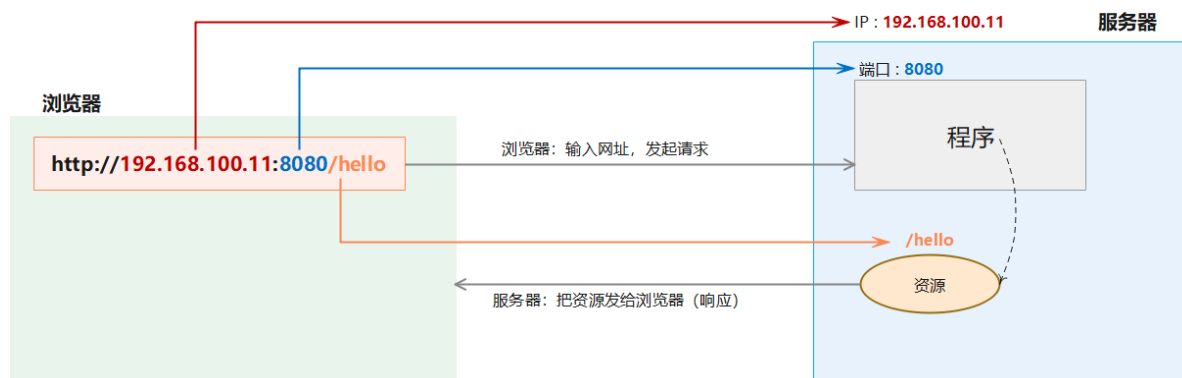 IP : 192.168.100.11
服务器
端口 : 8080
浏览器
http://192.168.100.11:8080/hello
浏览器：输入网址，发起请求
程序
/hello
资源
服务器：把资源发给浏览器（响应）